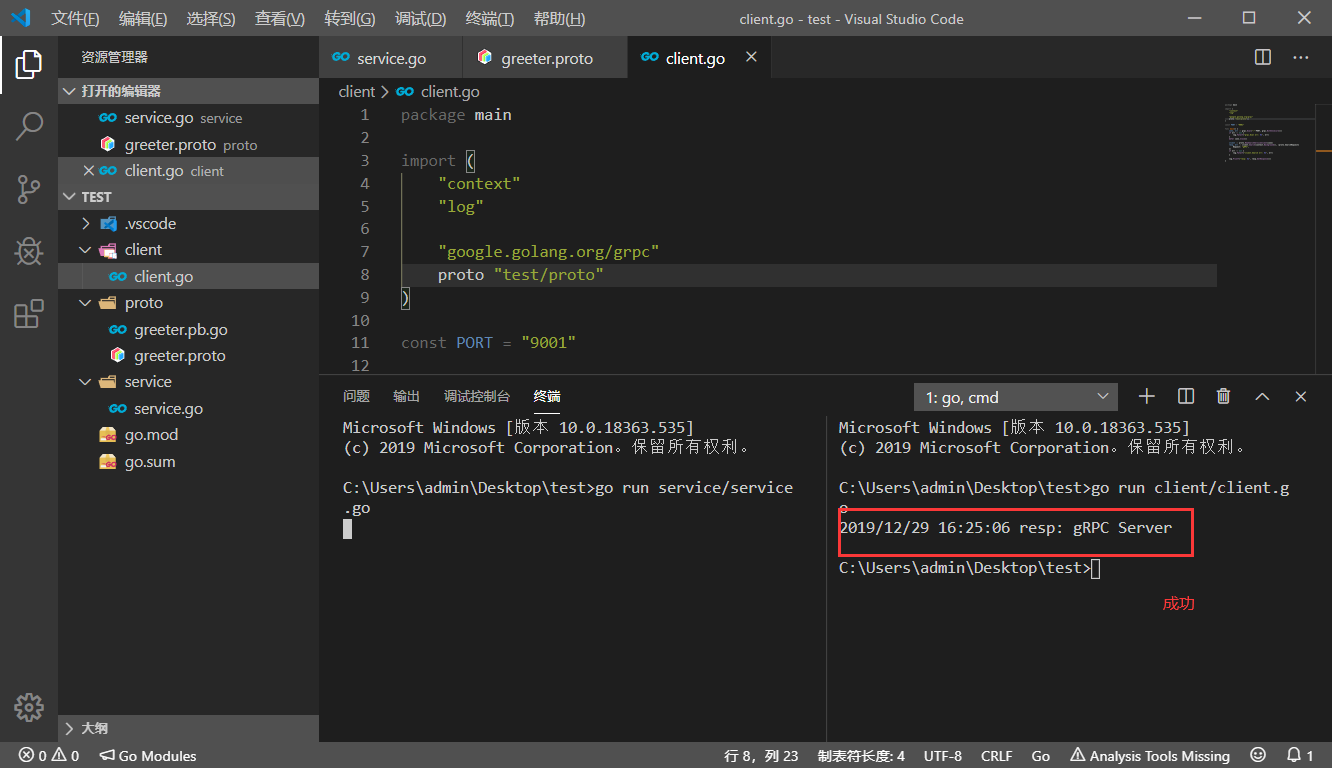 文件(F) 编辑(E) 选择(S) 查看(V) 转到(G) 调试(D) 终端(T) 帮助(H) client.go - test - Visual Studio Code
资源管理器
打开的编辑器
service.go service
greeter.proto proto
client.go client
TEST
.vscode
client
client.go
proto
greeter.pb.go
greeter.proto
service
service.go
go.mod
go.sum
大纲
service.go greeter.proto client.go
client > client.go
1 package main
2
3 import (
4 "context"
5 "log"
6
7 "google.golang.org/grpc"
8 proto "test/proto"
9 )
10
11 const PORT = "9001"
12
问题 输出 调试控制台 终端 1: go, cmd
Microsoft Windows [版本 10.0.18363.535]
(c) 2019 Microsoft Corporation。保留所有权利。
C:\Users\admin\Desktop\test>go run service/service
.go
Microsoft Windows [版本 10.0.18363.535]
(c) 2019 Microsoft Corporation。保留所有权利。
C:\Users\admin\Desktop\test>go run client/client.g
o
2019/12/29 16:25:06 resp: gRPC Server
C:\Users\admin\Desktop\test>
成功
0 0 Go Modules 行 8，列 23 制表符长度: 4 UTF-8 CRLF Go Analysis Tools Missing 1